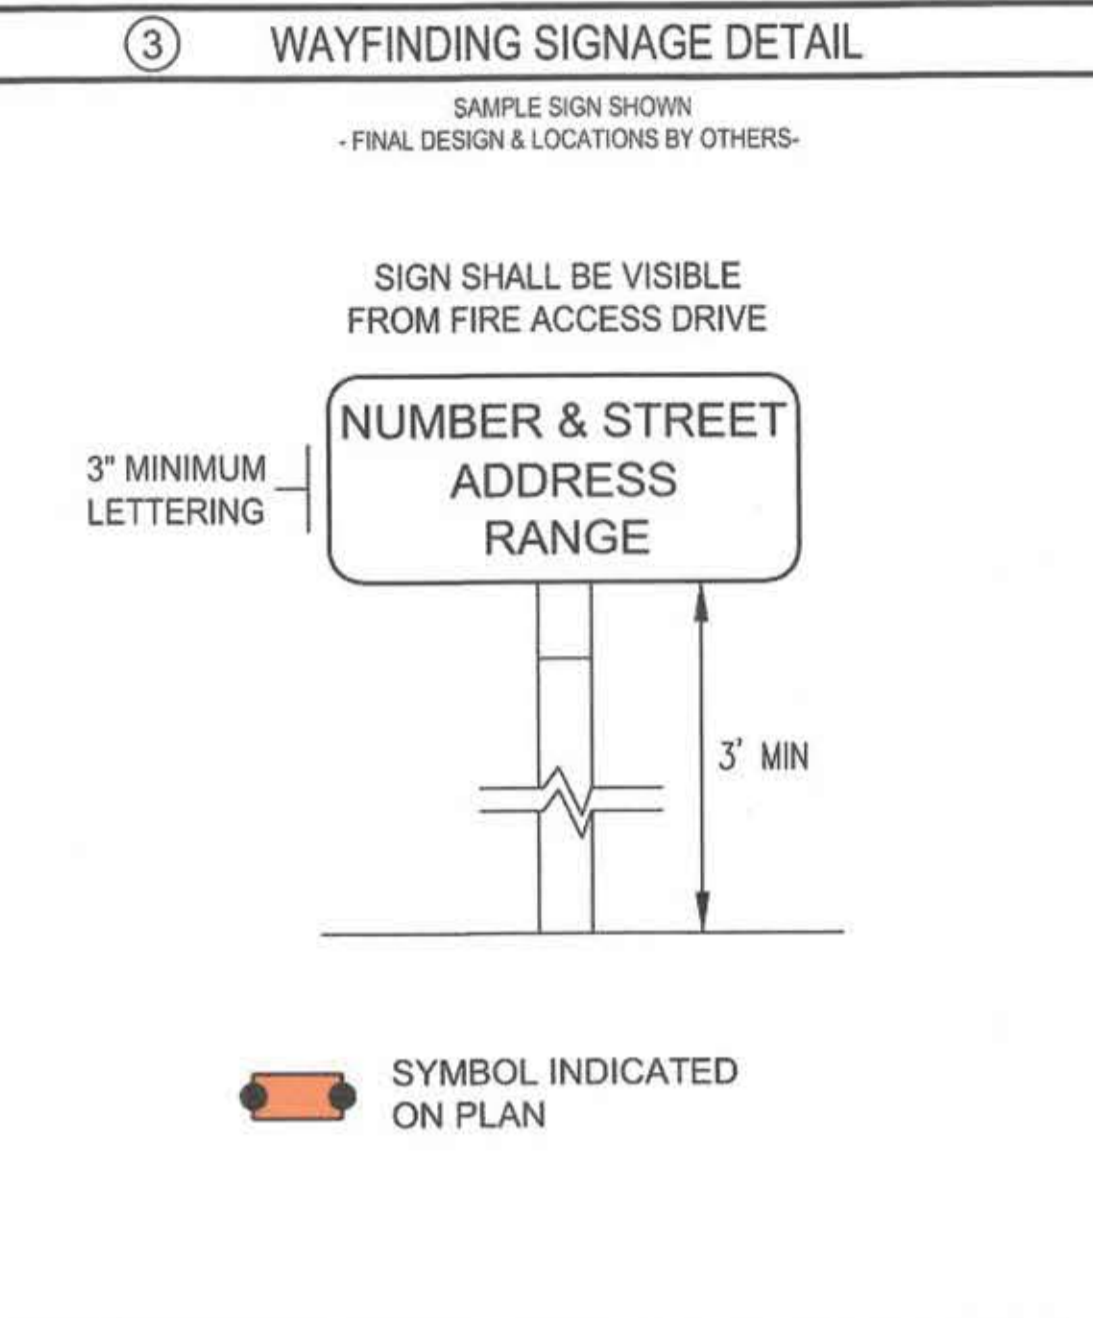 3 WAYFINDING SIGNAGE DETAIL
SAMPLE SIGN SHOWN
- FINAL DESIGN & LOCATIONS BY OTHERS-
SIGN SHALL BE VISIBLE
FROM FIRE ACCESS DRIVE
NUMBER & STREET
ADDRESS
RANGE
3" MINIMUM
LETTERING
3' MIN
SYMBOL INDICATED
ON PLAN